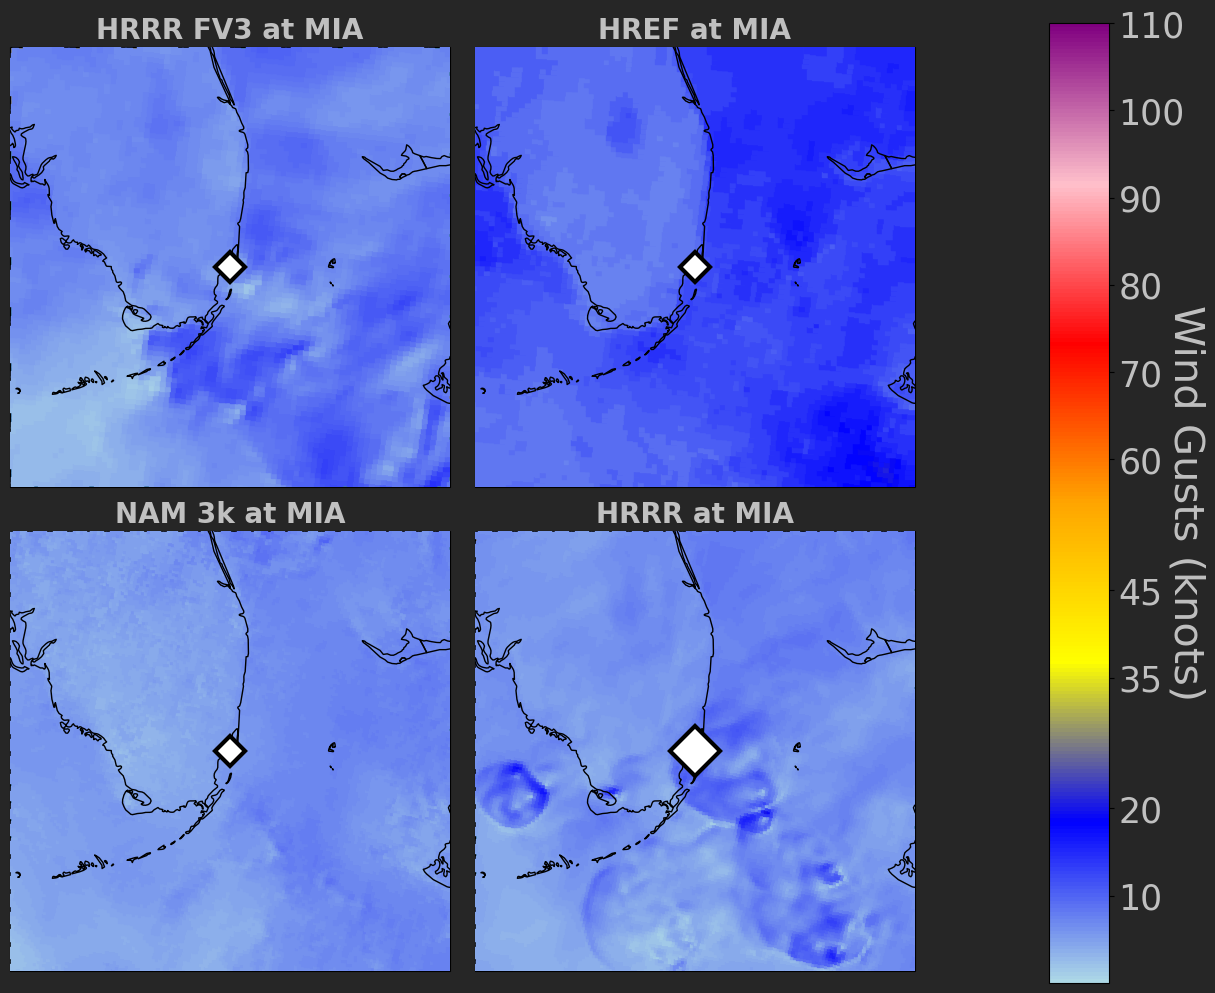 HRRR FV3 at MIA
HREF at MIA
NAM 3k at MIA
HRRR at MIA
110
100
90
80
70
60
45
35
20
10
Wind Gusts (knots)